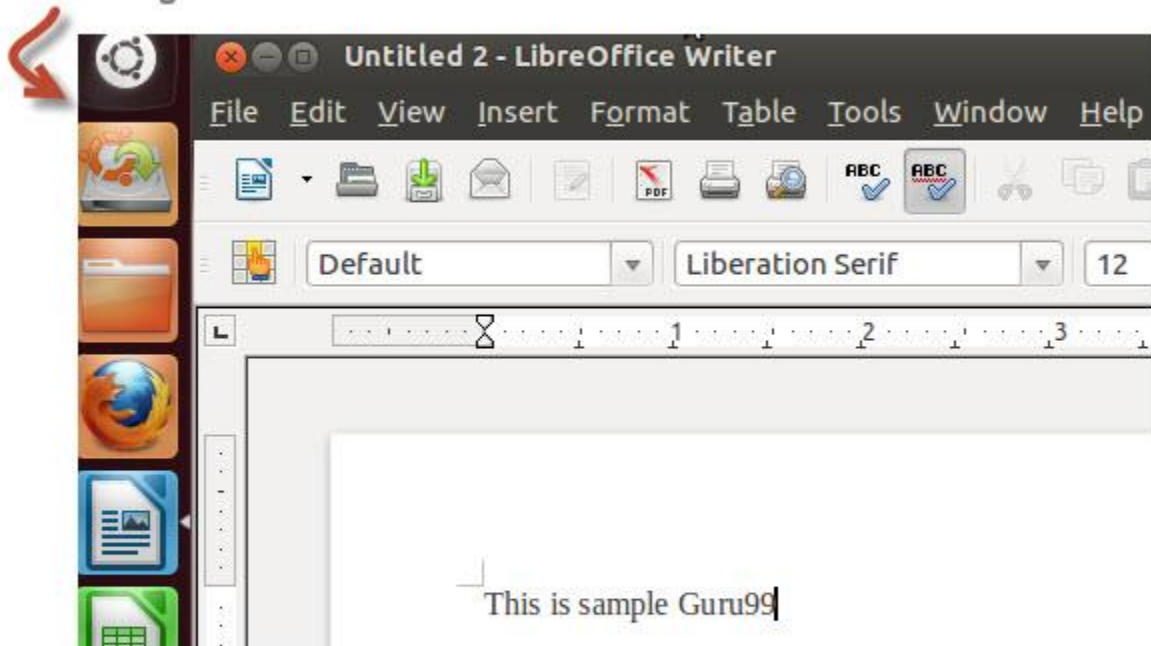 Untitled 2 - LibreOffice Writer
File Edit View Insert Format Table Tools Window Help
PDF ABC ABC
Default Liberation Serif 12
1 2 3
This is sample Guru99